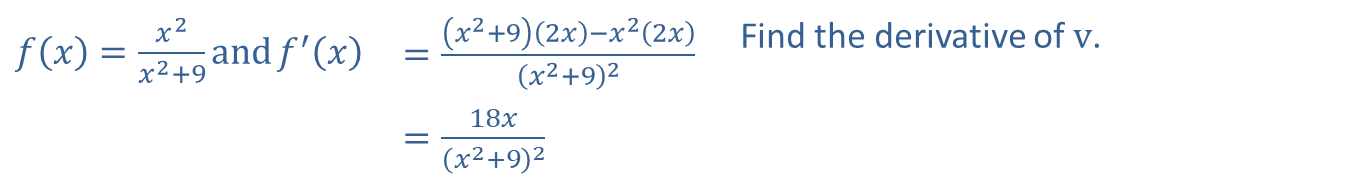 f(x) = x²/(x²+9) and f′(x) = ((x²+9)(2x)−x²(2x))/(x²+9)² Find the derivative of v.
= 18x/(x²+9)²